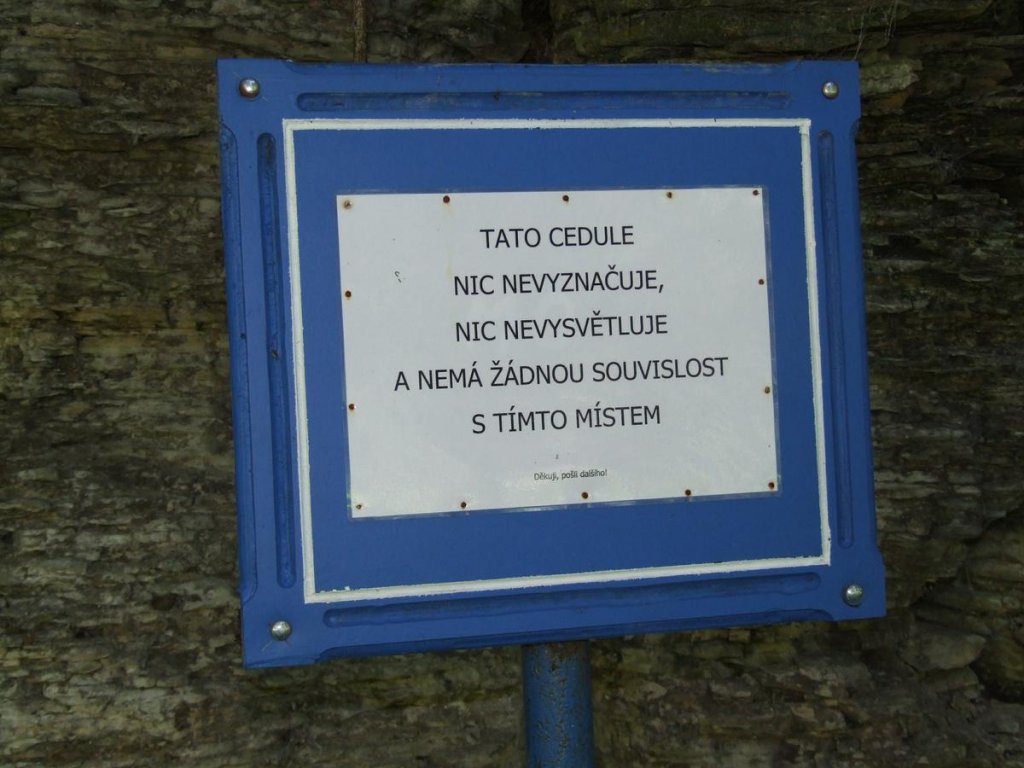 TATO CEDULE
NIC NEVYZNAČUJE,
NIC NEVYSVĚTLUJE
A NEMÁ ŽÁDNOU SOUVISLOST
S TÍMTO MÍSTEM
Děkuji, pošli dalšího!